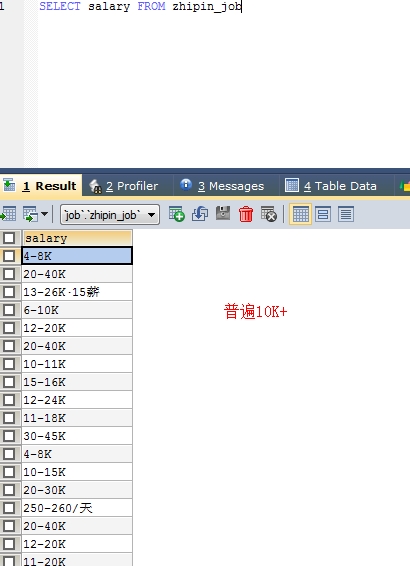 1 SELECT salary FROM zhipin_job
1 Result 2 Profiler 3 Messages 4 Table Data
`job`.`zhipin_job`
salary
4-8K
20-40K
13-26K·15薪
6-10K
普遍10K+
12-20K
20-40K
10-11K
15-16K
12-24K
11-18K
30-45K
4-8K
10-15K
20-30K
250-260/天
20-40K
12-20K
11-20K